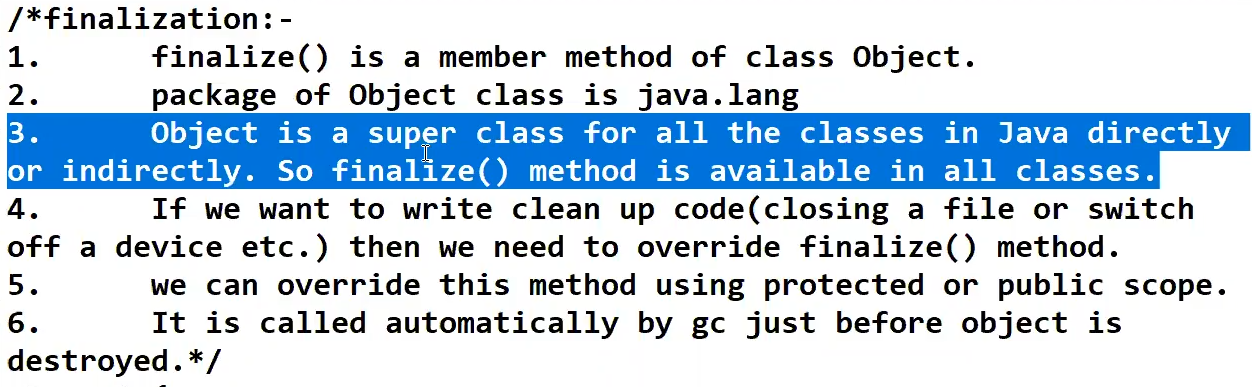 /*finalization:-
1. finalize() is a member method of class Object.
2. package of Object class is java.lang
3. Object is a super class for all the classes in Java directly
or indirectly. So finalize() method is available in all classes.
4. If we want to write clean up code(closing a file or switch
off a device etc.) then we need to override finalize() method.
5. we can override this method using protected or public scope.
6. It is called automatically by gc just before object is
destroyed.*/